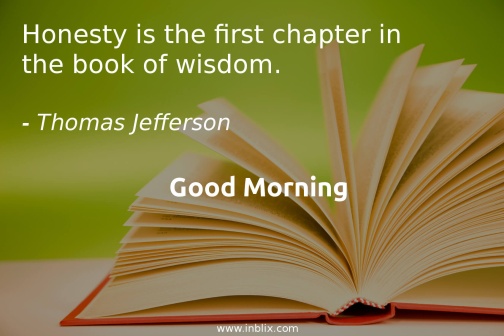 Honesty is the first chapter in
the book of wisdom.
- Thomas Jefferson
Good Morning
www.inblix.com